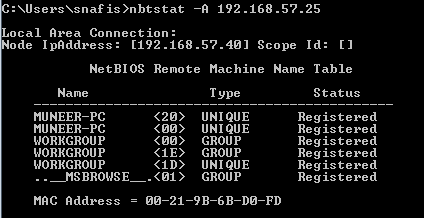 C:\Users\snafis>nbtstat -A 192.168.57.25
Local Area Connection:
Node IpAddress: [192.168.57.40] Scope Id: []
NetBIOS Remote Machine Name Table
Name Type Status
---------------------------------------------
MUNEER-PC <20> UNIQUE Registered
MUNEER-PC <00> UNIQUE Registered
WORKGROUP <00> GROUP Registered
WORKGROUP <1E> GROUP Registered
WORKGROUP <1D> UNIQUE Registered
..__MSBROWSE__.<01> GROUP Registered
MAC Address = 00-21-9B-6B-D0-FD